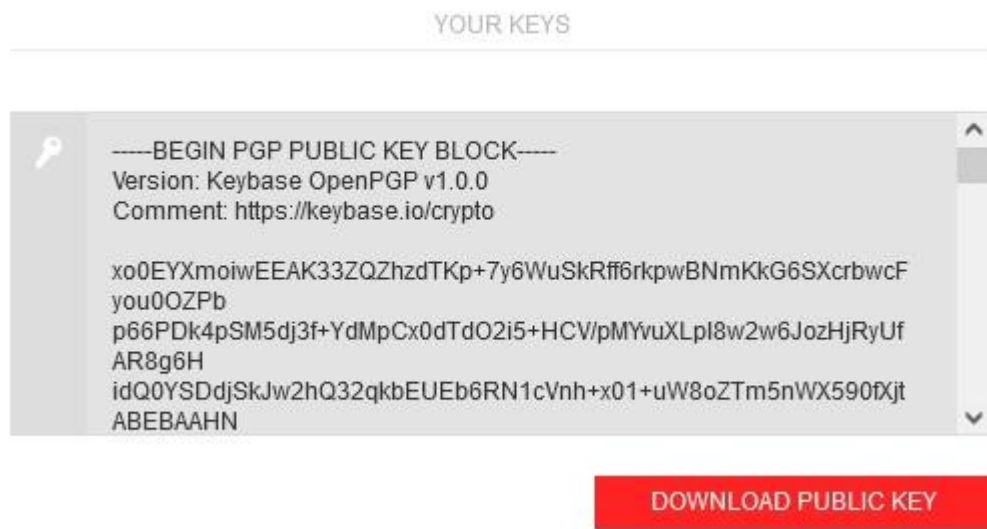 YOUR KEYS
-----BEGIN PGP PUBLIC KEY BLOCK-----
Version: Keybase OpenPGP v1.0.0
Comment: https://keybase.io/crypto
xo0EYXmoiwEEAK33ZQZhzdTKp+7y6WuSkRff6rkpwBNmKkG6SXcrbwcF
you0OZPb
p66PDk4pSM5dj3f+YdMpCx0dTdO2i5+HCV/pMYvuXLpI8w2w6JozHjRyUf
AR8g6H
idQ0YSDdjSkJw2hQ32qkbEUEb6RN1cVnh+x01+uW8oZTm5nWX590fXjt
ABEBAAHN
DOWNLOAD PUBLIC KEY